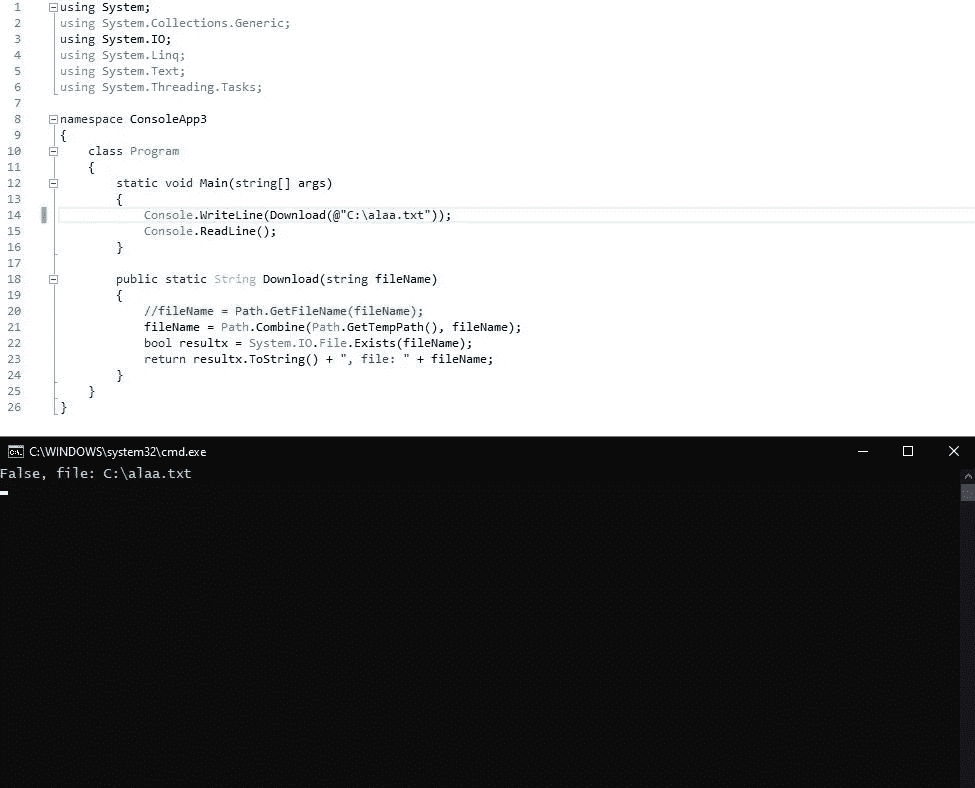 1 using System;
2 using System.Collections.Generic;
3 using System.IO;
4 using System.Linq;
5 using System.Text;
6 using System.Threading.Tasks;
7
8 namespace ConsoleApp3
9 {
10 class Program
11 {
12 static void Main(string[] args)
13 {
14 Console.WriteLine(Download(@"C:\alaa.txt"));
15 Console.ReadLine();
16 }
17
18 public static String Download(string fileName)
19 {
20 //fileName = Path.GetFileName(fileName);
21 fileName = Path.Combine(Path.GetTempPath(), fileName);
22 bool resultx = System.IO.File.Exists(fileName);
23 return resultx.ToString() + ", file: " + fileName;
24 }
25 }
26 }
C:\WINDOWS\system32\cmd.exe
False, file: C:\alaa.txt